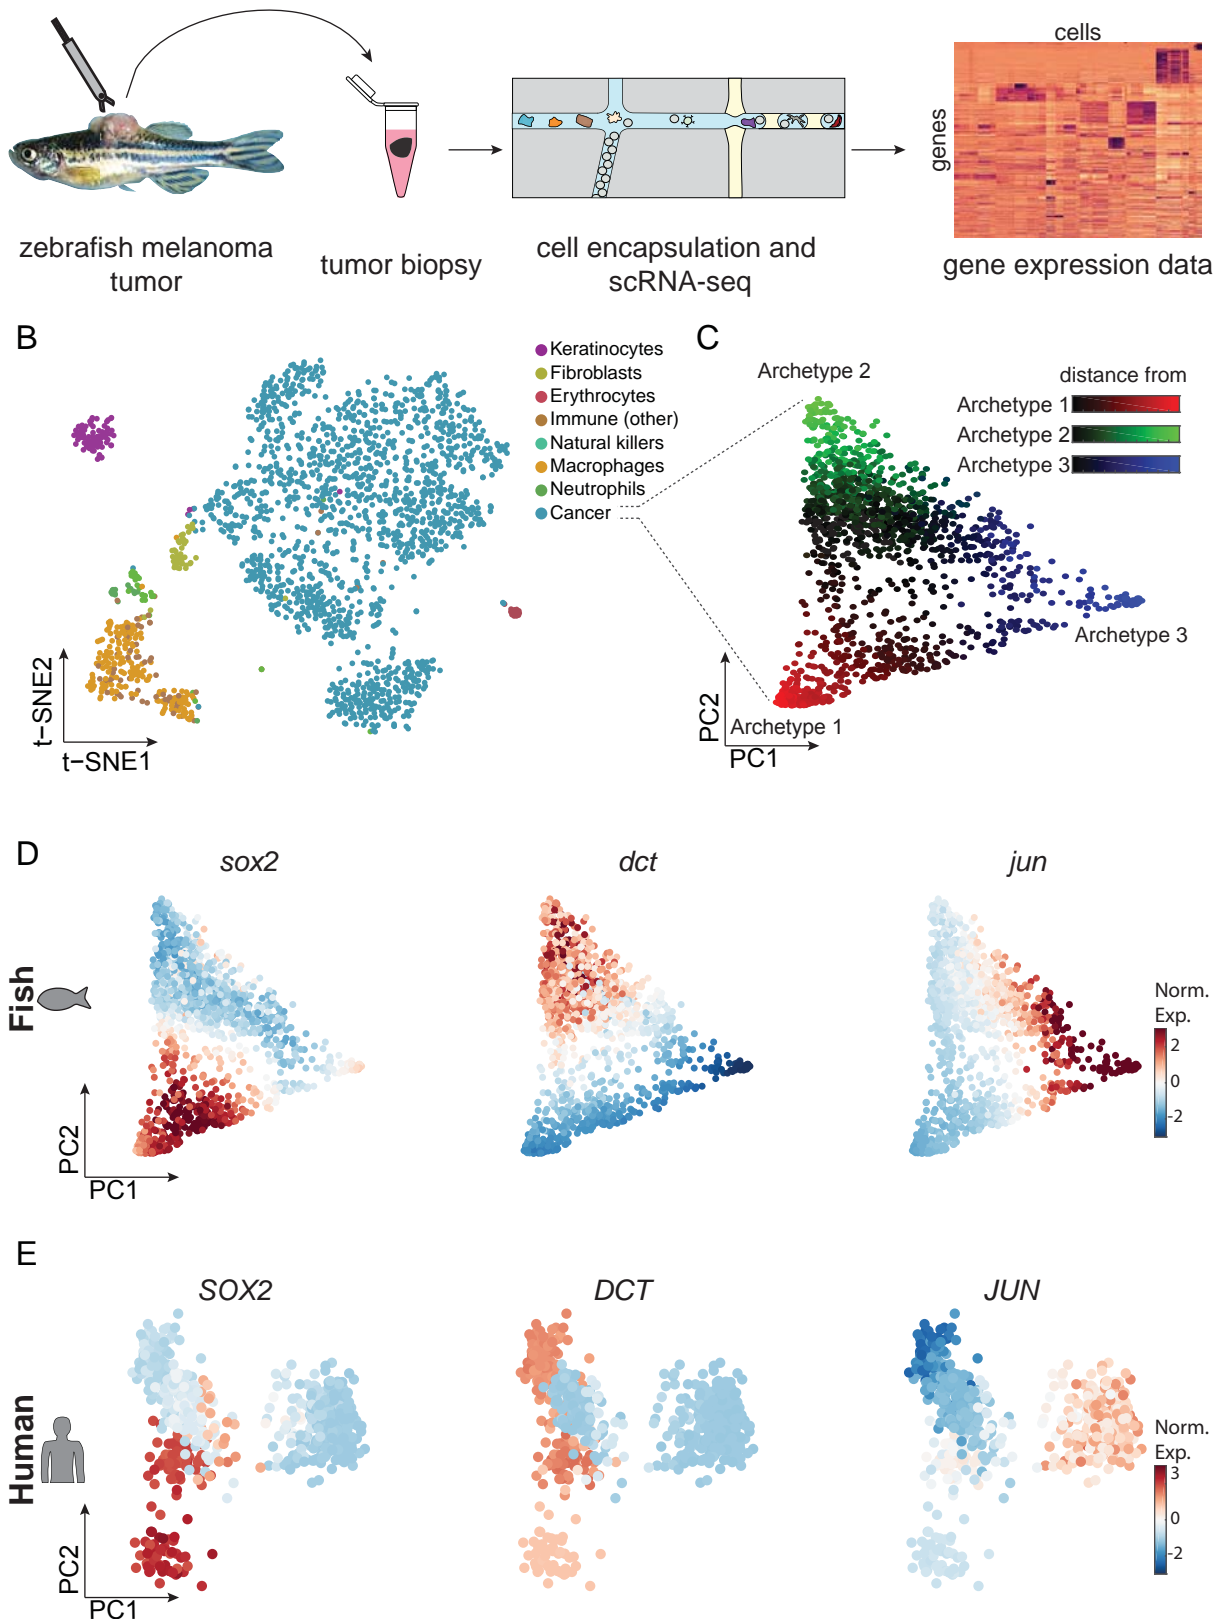 cells
genes
zebrafish melanoma
tumor
tumor biopsy
cell encapsulation and
scRNA-seq
gene expression data
B
Keratinocytes
Fibroblasts
Erythrocytes
Immune (other)
Natural killers
Macrophages
Neutrophils
Cancer
t-SNE2
t-SNE1
C
Archetype 2
distance from
Archetype 1
Archetype 2
Archetype 3
Archetype 3
Archetype 1
PC2
PC1
D
sox2
dct
jun
Fish
Norm.
Exp.
2
0
-2
PC2
PC1
E
SOX2
DCT
JUN
Human
Norm.
Exp.
3
0
-2
PC2
PC1